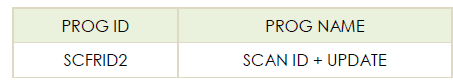 PROG ID PROG NAME
SCFRID2 SCAN ID + UPDATE